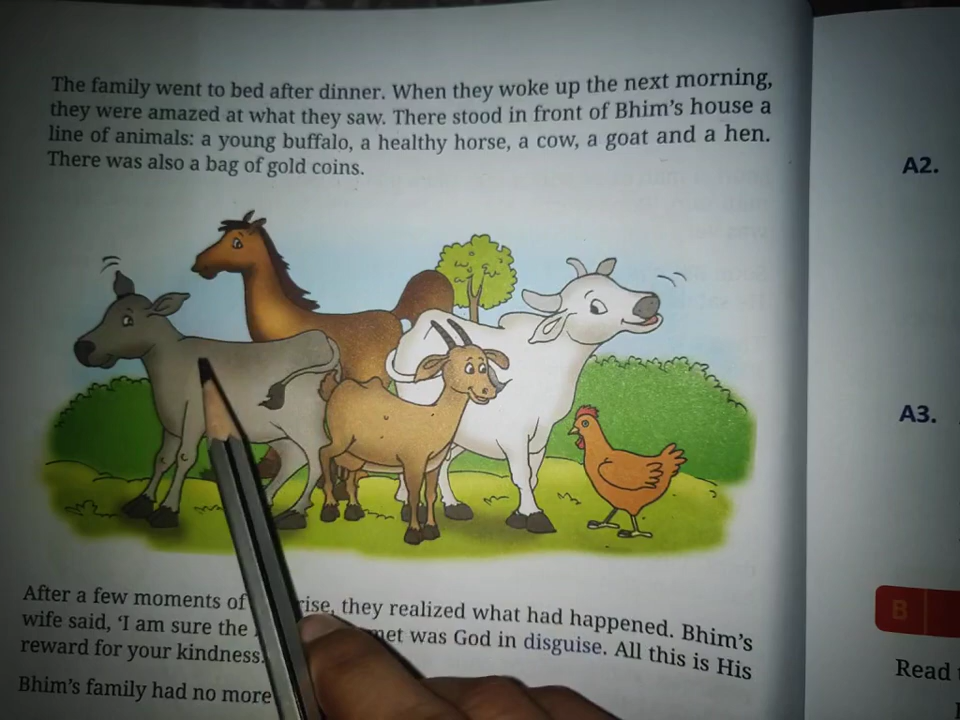 The family went to bed after dinner. When they woke up the next morning,
they were amazed at what they saw. There stood in front of Bhim's house a
line of animals: a young buffalo, a healthy horse, a cow, a goat and a hen.
There was also a bag of gold coins.
After a few moments of rise, they realized what had happened. Bhim's
wife said, 'I am sure the met was God in disguise. All this is His
reward for your kindness.
Bhim's family had no more
A2.
A3.
B
Read